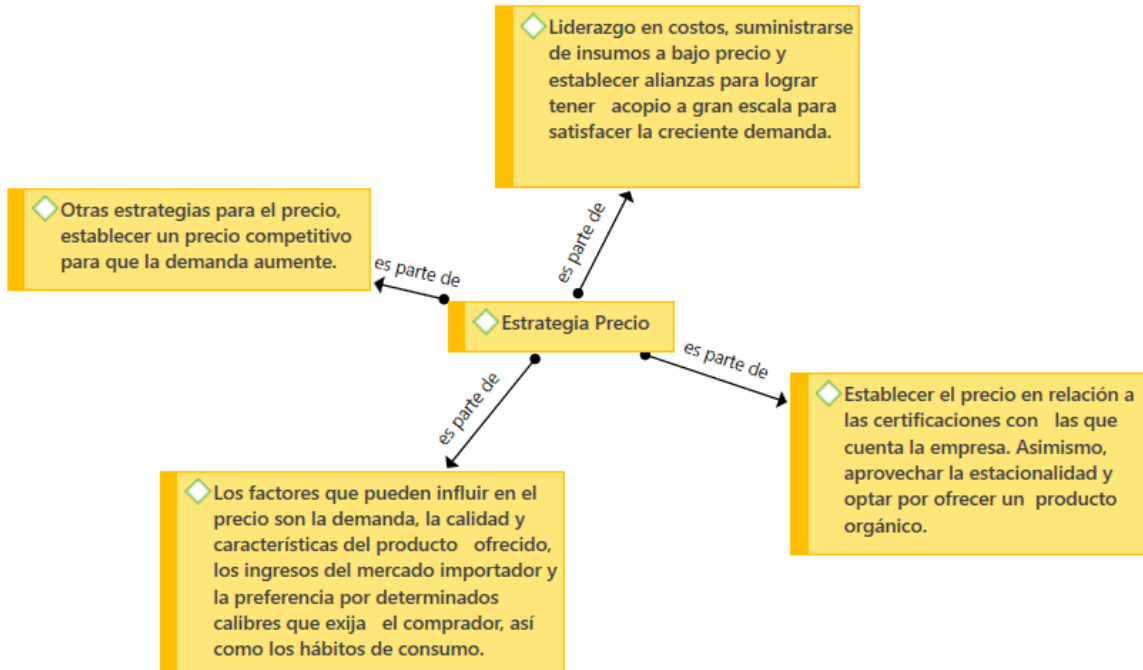 Liderazgo en costos, suministrarse
de insumos a bajo precio y
establecer alianzas para lograr
tener acopio a gran escala para
satisfacer la creciente demanda.
Otras estrategias para el precio,
establecer un precio competitivo
para que la demanda aumente.
es parte de
es parte de
Estrategia Precio
es parte de
es parte de
Establecer el precio en relación a
las certificaciones con las que
cuenta la empresa. Asimismo,
aprovechar la estacionalidad y
optar por ofrecer un producto
orgánico.
Los factores que pueden influir en el
precio son la demanda, la calidad y
características del producto ofrecido,
los ingresos del mercado importador y
la preferencia por determinados
calibres que exija el comprador, así
como los hábitos de consumo.